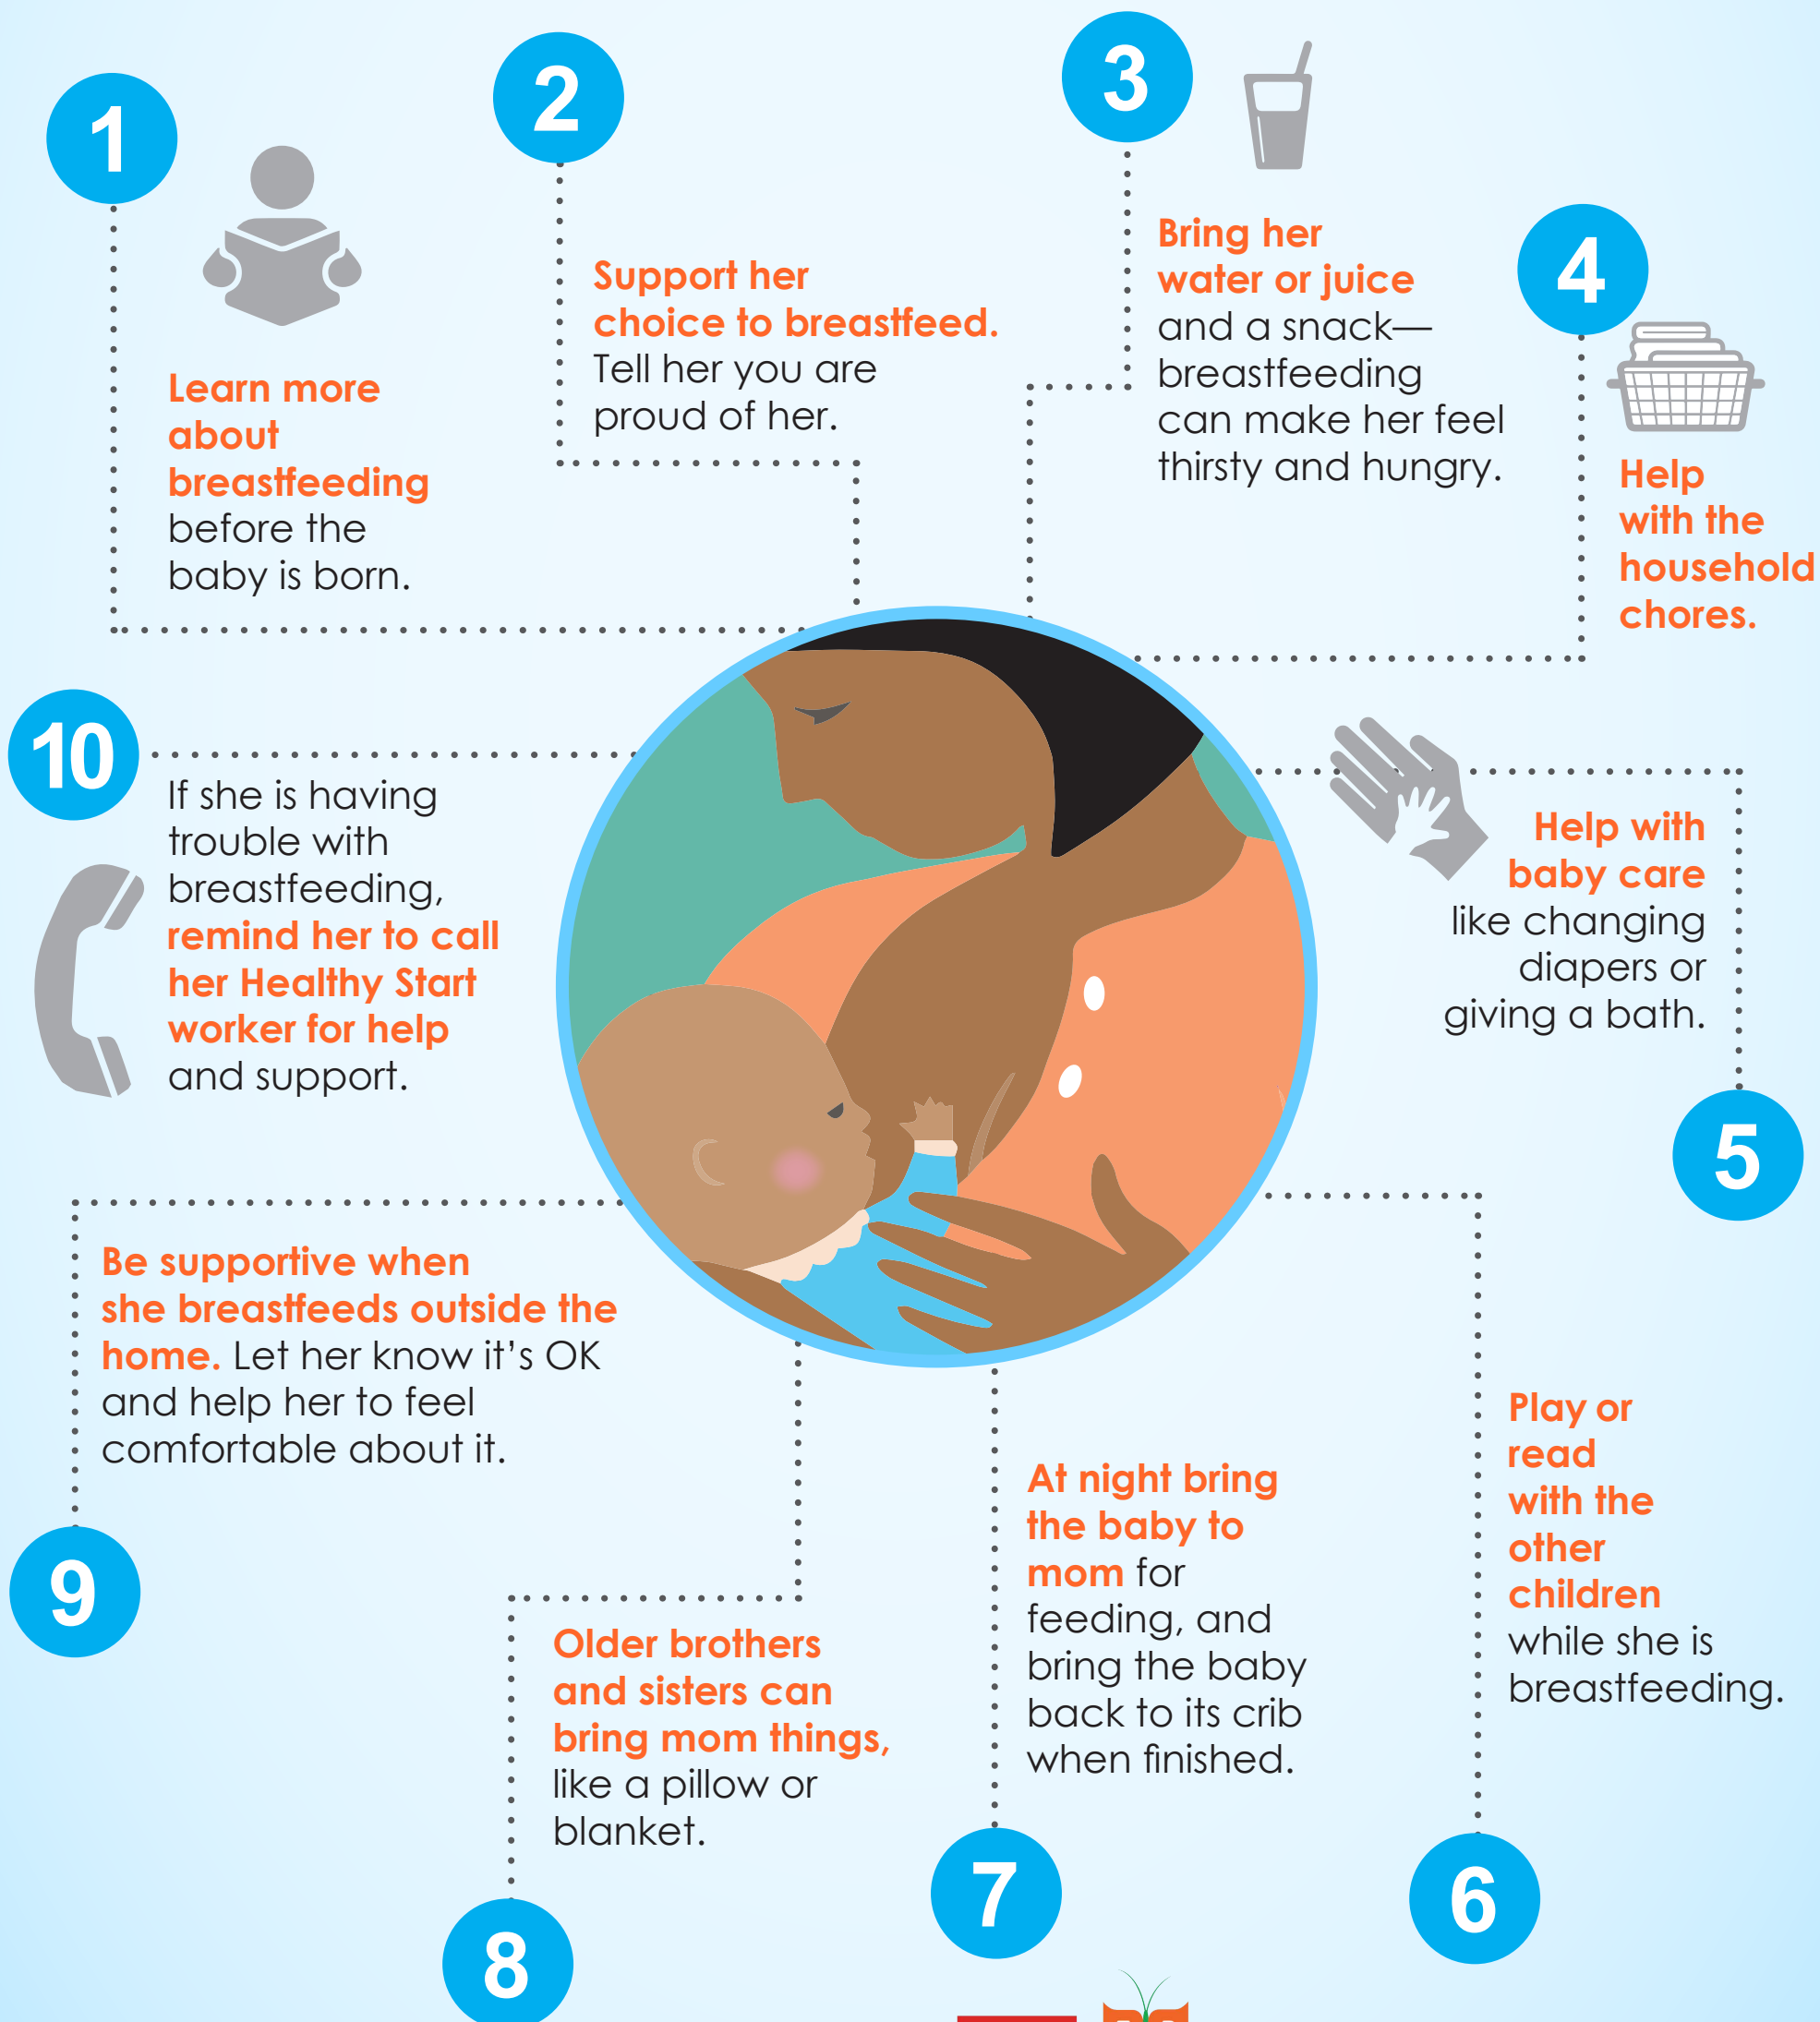 1
Learn more
about
breastfeeding
before the
baby is born.
2
Support her
choice to breastfeed.
Tell her you are
proud of her.
3
Bring her
water or juice
and a snack—
breastfeeding
can make her feel
thirsty and hungry.
4
Help
with the
household
chores.
Help with
baby care
like changing
diapers or
giving a bath.
5
Play or
read
with the
other
children
while she is
breastfeeding.
6
At night bring
the baby to
mom for
feeding, and
bring the baby
back to its crib
when finished.
7
Older brothers
and sisters can
bring mom things,
like a pillow or
blanket.
8
Be supportive when
she breastfeeds outside the
home. Let her know it's OK
and help her to feel
comfortable about it.
9
10
If she is having
trouble with
breastfeeding,
remind her to call
her Healthy Start
worker for help
and support.